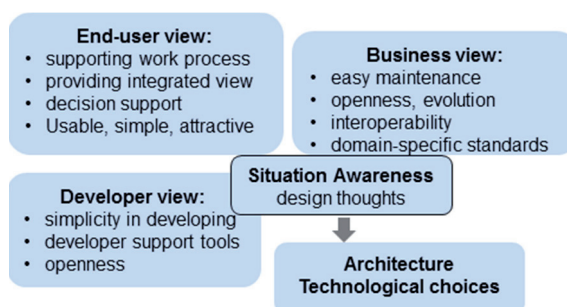 End-user view:
• supporting work process
• providing integrated view
• decision support
• Usable, simple, attractive
Business view:
• easy maintenance
• openness, evolution
• interoperability
• domain-specific standards
Situation Awareness
design thoughts
Developer view:
• simplicity in developing
• developer support tools
• openness
Architecture
Technological choices